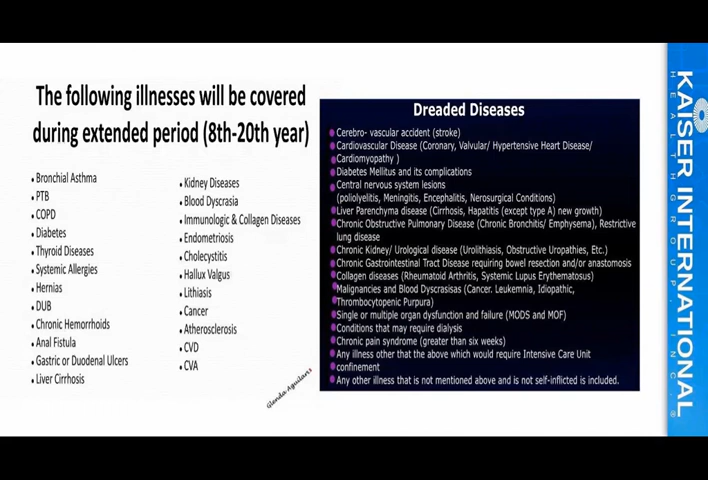 The following illnesses will be covered
during extended period (8th-20th year)
Bronchial Asthma
PTB
COPD
Diabetes
Thyroid Diseases
Systemic Allergies
Hernias
DUB
Chronic Hemorrhoids
Anal Fistula
Gastric or Duodenal Ulcers
Liver Cirrhosis
Kidney Diseases
Blood Dyscrasia
Immunologic & Collagen Diseases
Endometriosis
Cholecystitis
Hallux Valgus
Lithiasis
Cancer
Atherosclerosis
CVD
CVA
Glenda Aguilaris
Dreaded Diseases
Cerebro- vascular accident (stroke)
Cardiovascular Disease (Coronary, Valvular/ Hypertensive Heart Disease/
Cardiomyopathy )
Diabetes Mellitus and its complications
Central nervous system lesions
(poliolyelitis, Meningitis, Encephalitis, Nerosurgical Conditions)
Liver Parenchyma disease (Cirrhosis, Hapatitis (except type A) new growth)
Chronic Obstructive Pulmonary Disease (Chronic Bronchitis/ Emphysema), Restrictive
lung disease
Chronic Kidney/ Urological disease (Urolithiasis, Obstructive Uropathies, Etc.)
Chronic Gastrointestinal Tract Disease requiring bowel resection and/or anastomosis
Collagen diseases (Rheumatoid Arthritis, Systemic Lupus Erythematosus)
Malignancies and Blood Dyscrasisas (Cancer. Leukemnia, Idiopathic,
Thrombocytopenic Purpura)
Single or multiple organ dysfunction and failure (MODS and MOF)
Conditions that may require dialysis
Chronic pain syndrome (greater than six weeks)
Any illness other that the above which would require Intensive Care Unit
confinement
Any other illness that is not mentioned above and is not self-inflicted is included.
KAISER INTERNATIONAL
HEALTHGROUP, INC.